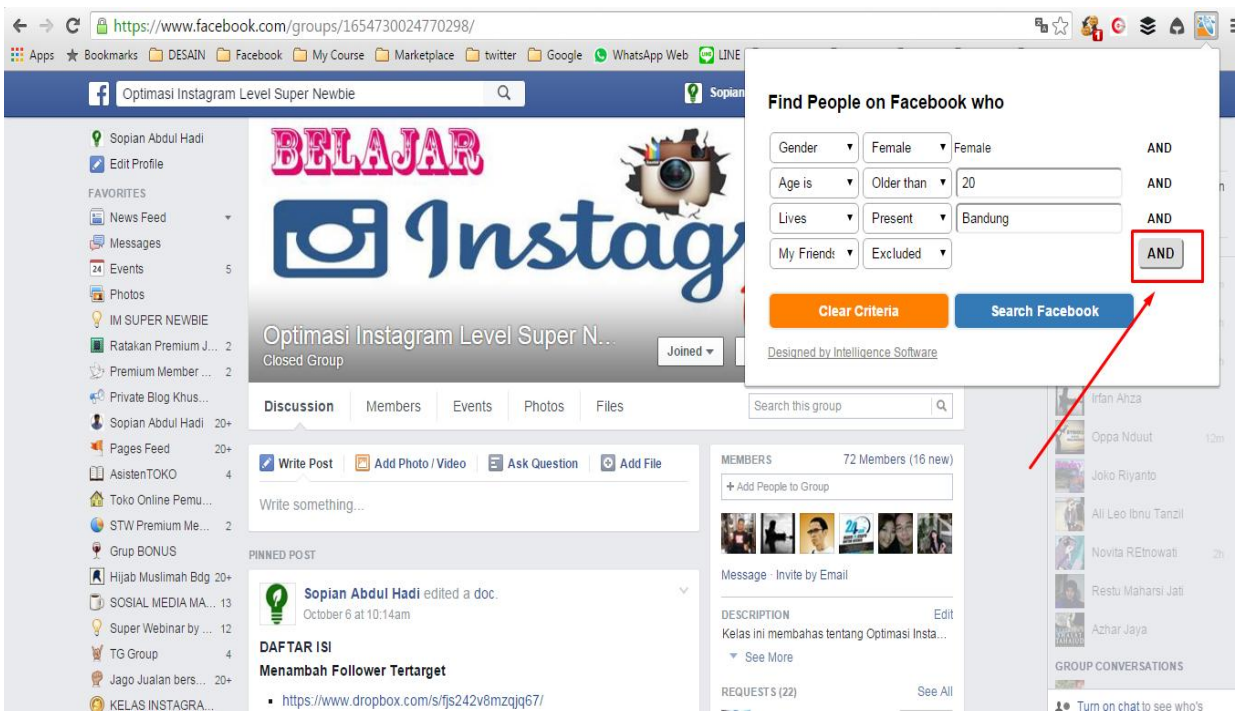 https://www.facebook.com/groups/1654730024770298/
Apps Bookmarks DESAIN Facebook My Course Marketplace twitter Google WhatsApp Web LINE
Optimasi Instagram Level Super Newbie
Sopian
Sopian Abdul Hadi
Edit Profile
FAVORITES
News Feed
Messages
24 Events 5
Photos
IM SUPER NEWBIE
Ratakan Premium J... 2
Premium Member ... 2
Private Blog Khus...
Sopian Abdul Hadi 20+
Pages Feed 20+
AsistenTOKO 4
Toko Online Pemu...
STW Premium Me... 2
Grup BONUS
Hijab Muslimah Bdg 20+
SOSIAL MEDIA MA... 13
Super Webinar by ... 12
TG Group 4
Jago Jualan bers... 20+
KELAS INSTAGRA...
BELAJAR
Instag
Optimasi Instagram Level Super N...
Closed Group
Joined
Discussion Members Events Photos Files
Search this group
Write Post Add Photo / Video Ask Question Add File
Write something...
PINNED POST
Sopian Abdul Hadi edited a doc.
October 6 at 10:14am
DAFTAR ISI
Menambah Follower Tertarget
https://www.dropbox.com/s/fjs242v8mzqjq67/
MEMBERS 72 Members (16 new)
+ Add People to Group
Message · Invite by Email
DESCRIPTION Edit
Kelas ini membahas tentang Optimasi Insta...
See More
REQUESTS (22) See All
Find People on Facebook who
Gender Female Female AND
Age is Older than 20 AND
Lives Present Bandung AND
My Friends Excluded AND
Clear Criteria Search Facebook
Designed by Intelligence Software
Irfan Ahza
Oppa Nduut 12m
Joko Riyanto
Ali Leo Ibnu Tanzil
Novita REtnowati 2h
Restu Maharsi Jati
Azhar Jaya
GROUP CONVERSATIONS
Turn on chat to see who's